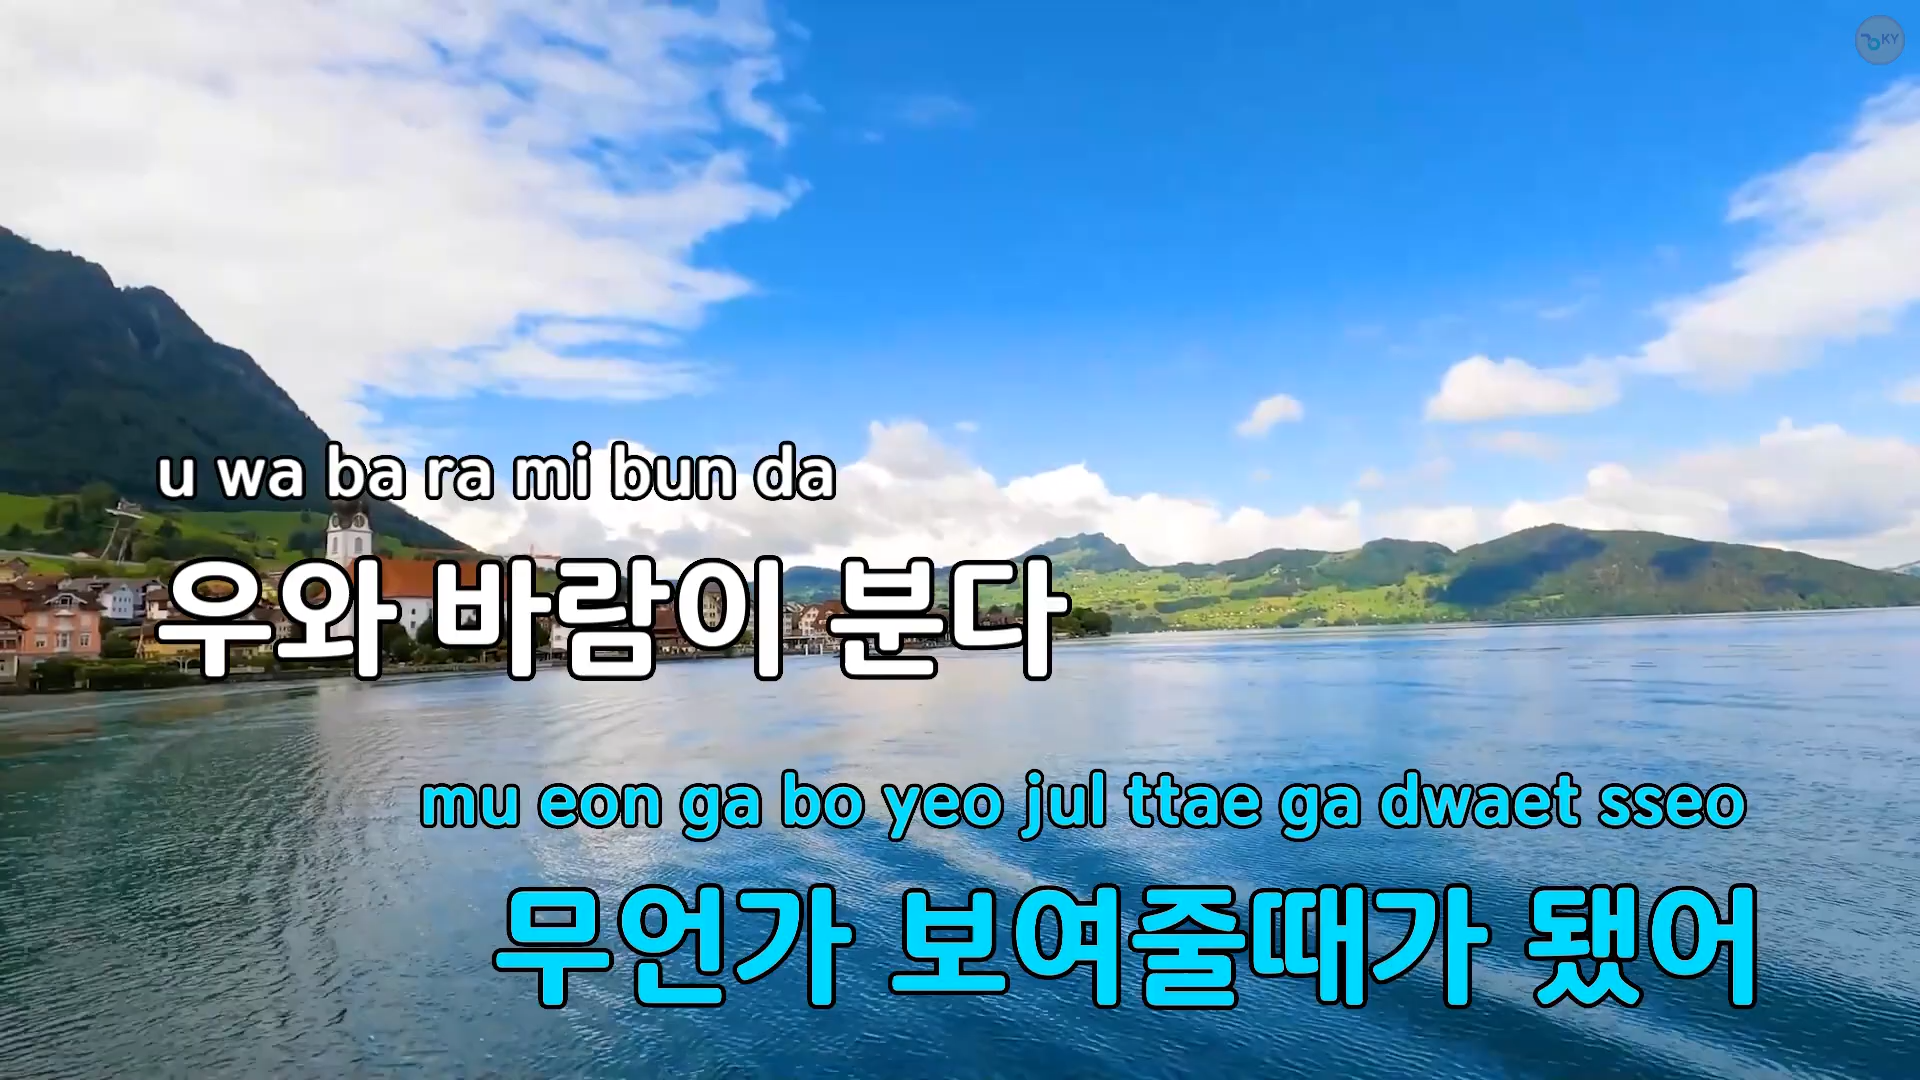 KY
u wa ba ra mi bun da
우와 바람이 분다
mu eon ga bo yeo jul ttae ga dwaet sseo
무언가 보여줄때가 됐어